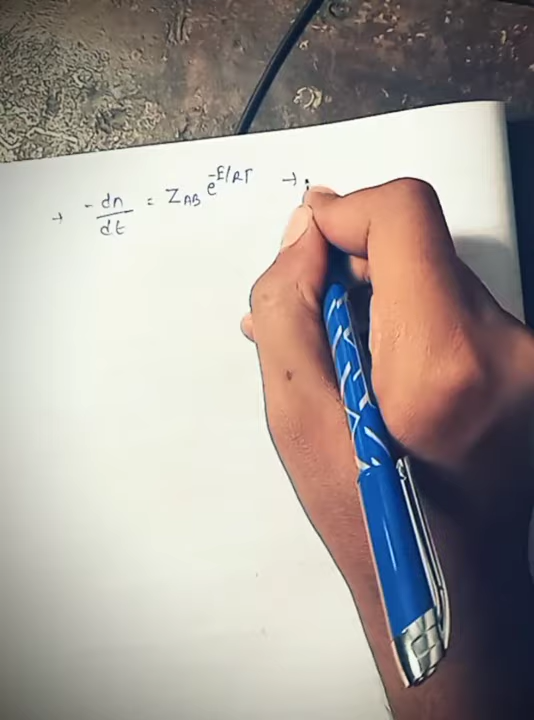 → -dn/dt = Z_AB e^-E/RT →